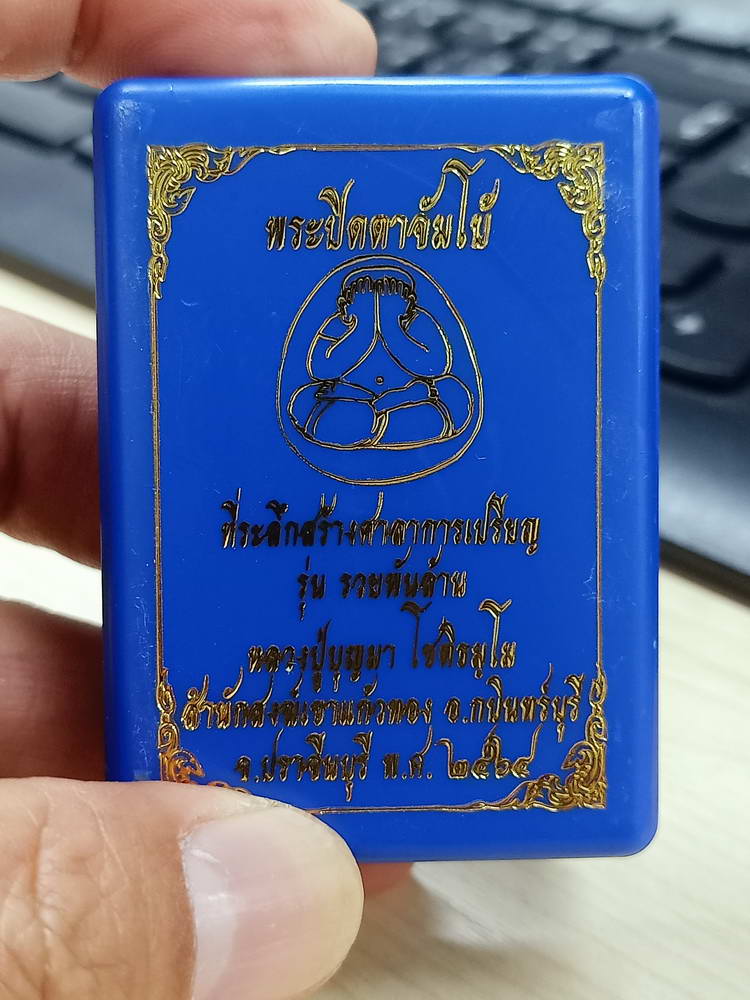 พระปิดตาจัมโบ้
ที่ระลึกสร้างศาลาการเปรียญ
รุ่น รวยพันล้าน
หลวงปู่บุญมา โชติธมฺโม
สำนักสงฆ์เขาแก้วทอง อ.กบินทร์บุรี
จ.ปราจีนบุรี พ.ศ. ๒๕๖๔